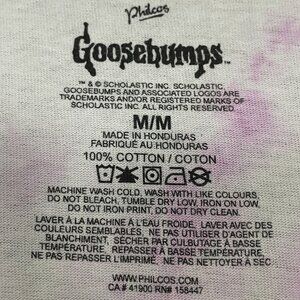 Philcos
Goosebumps™
™ & © SCHOLASTIC INC. SCHOLASTIC,
GOOSEBUMPS AND ASSOCIATED LOGOS ARE
TRADEMARKS AND/OR REGISTERED MARKS OF
SCHOLASTIC INC. ALL RIGHTS RESERVED.
M/M
MADE IN HONDURAS
FABRIQUÉ AU HONDURAS
100% COTTON / COTON
MACHINE WASH COLD, WASH WITH LIKE COLOURS,
DO NOT BLEACH, TUMBLE DRY LOW, IRON ON LOW,
DO NOT IRON PRINT, DO NOT DRY CLEAN.
LAVER À LA MACHINE À L'EAU FROIDE, LAVER AVEC DES
COULEURS SEMBLABLES, NE PAS UTILISER D'AGENT DE
BLANCHIMENT, SÉCHER PAR CULBUTAGE À BASSE
TEMPÉRATURE, REPASSER À BASSE TEMPÉRATURE,
NE PAS REPASSER L'IMPRIMÉ, NE PAS NETTOYER À SEC
WWW.PHILCOS.COM
CA# 41900 RN# 158447